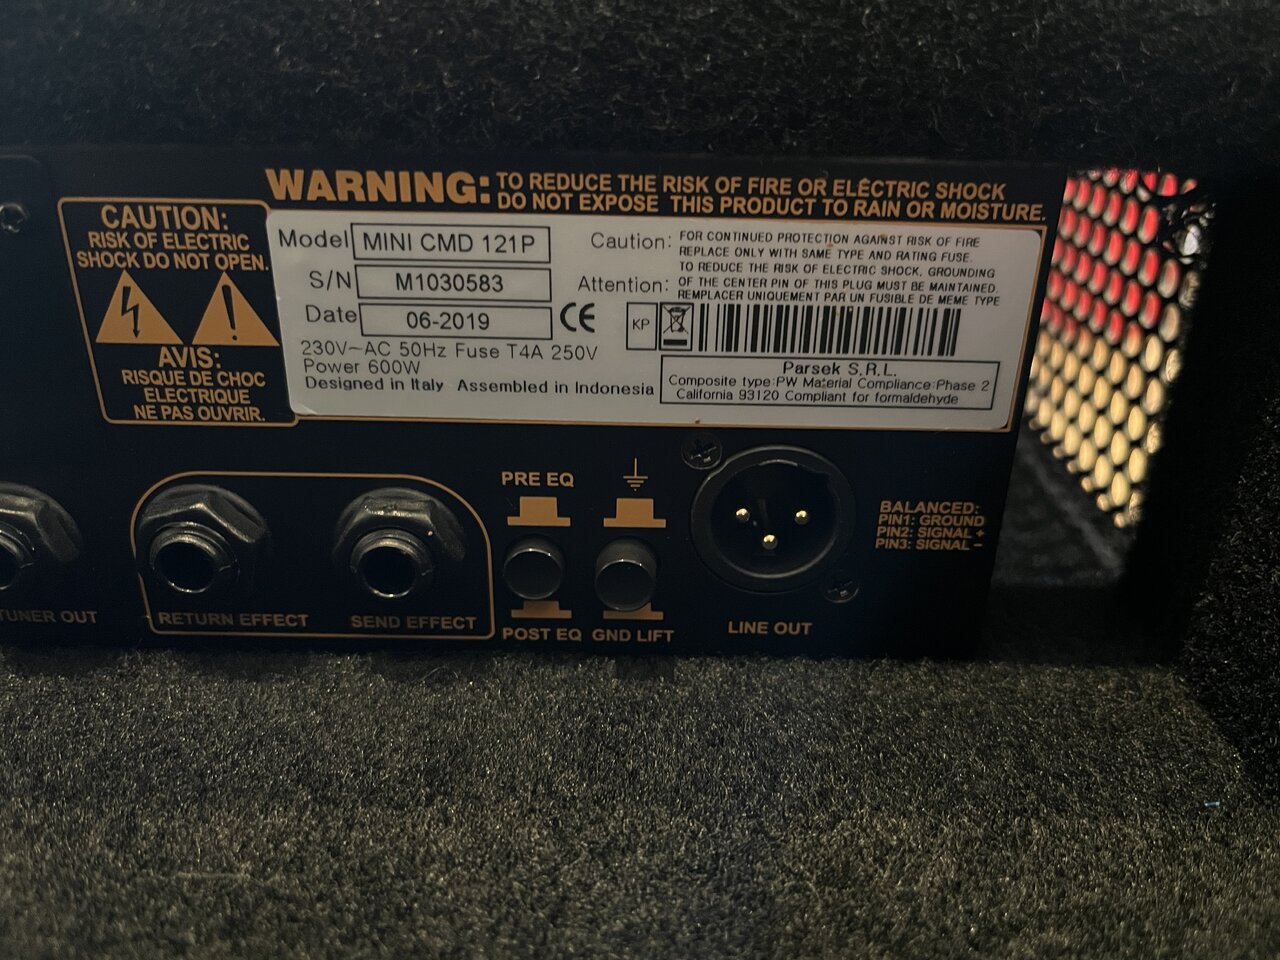 WARNING: TO REDUCE THE RISK OF FIRE OR ELECTRIC SHOCK
DO NOT EXPOSE THIS PRODUCT TO RAIN OR MOISTURE.
CAUTION:
RISK OF ELECTRIC
SHOCK DO NOT OPEN.
AVIS:
RISQUE DE CHOC
ELECTRIQUE
NE PAS OUVRIR.
Model MINI CMD 121P
S/N M1030583
Date 06-2019
CE
230V~AC 50Hz Fuse T4A 250V
Power 600W
Designed in Italy Assembled in Indonesia
Caution: FOR CONTINUED PROTECTION AGAINST RISK OF FIRE
REPLACE ONLY WITH SAME TYPE AND RATING FUSE.
TO REDUCE THE RISK OF ELECTRIC SHOCK, GROUNDING
Attention: OF THE CENTER PIN OF THIS PLUG MUST BE MAINTAINED.
REMPLACER UNIQUEMENT PAR UN FUSIBLE DE MEME TYPE
KP
Parsek S.R.L.
Composite type:PW Material Compliance:Phase 2
California 93120 Compliant for formaldehyde
TUNER OUT
RETURN EFFECT
SEND EFFECT
PRE EQ
POST EQ
GND LIFT
LINE OUT
BALANCED:
PIN1: GROUND
PIN2: SIGNAL +
PIN3: SIGNAL -